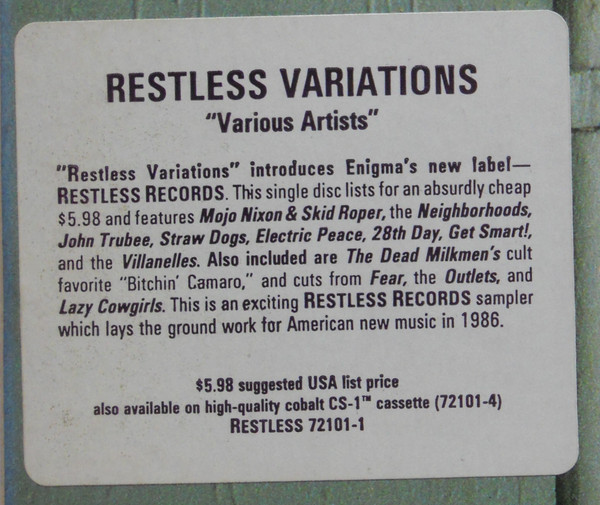 RESTLESS VARIATIONS
"Various Artists"
"Restless Variations" introduces Enigma's new label—
RESTLESS RECORDS. This single disc lists for an absurdly cheap
$5.98 and features Mojo Nixon & Skid Roper, the Neighborhoods,
John Trubee, Straw Dogs, Electric Peace, 28th Day, Get Smart!,
and the Villanelles. Also included are The Dead Milkmen's cult
favorite "Bitchin' Camaro," and cuts from Fear, the Outlets, and
Lazy Cowgirls. This is an exciting RESTLESS RECORDS sampler
which lays the ground work for American new music in 1986.
$5.98 suggested USA list price
also available on high-quality cobalt CS-1™ cassette (72101-4)
RESTLESS 72101-1